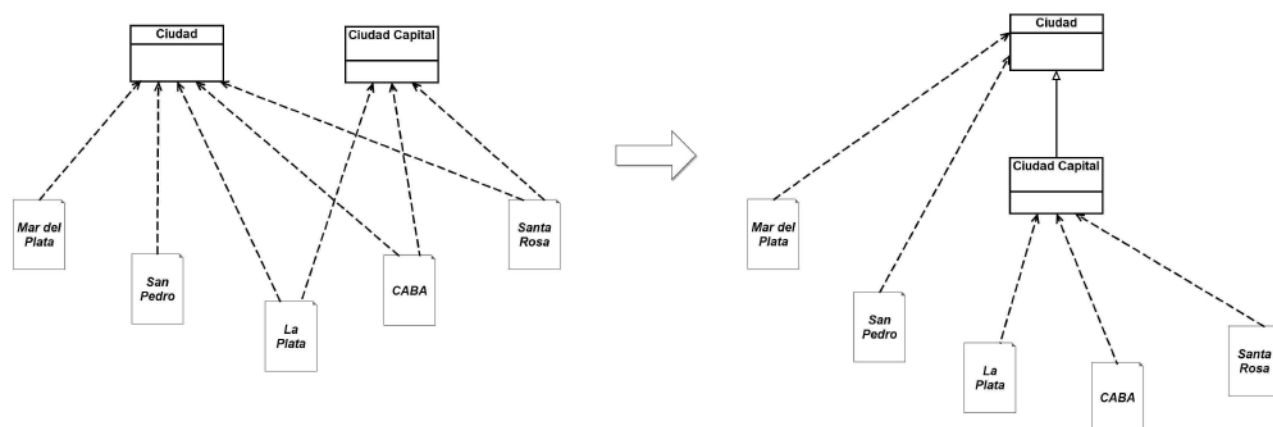 Ciudad
Ciudad Capital
Mar del
Plata
San
Pedro
La
Plata
CABA
Santa
Rosa
Ciudad
Ciudad Capital
Mar del
Plata
San
Pedro
La
Plata
CABA
Santa
Rosa